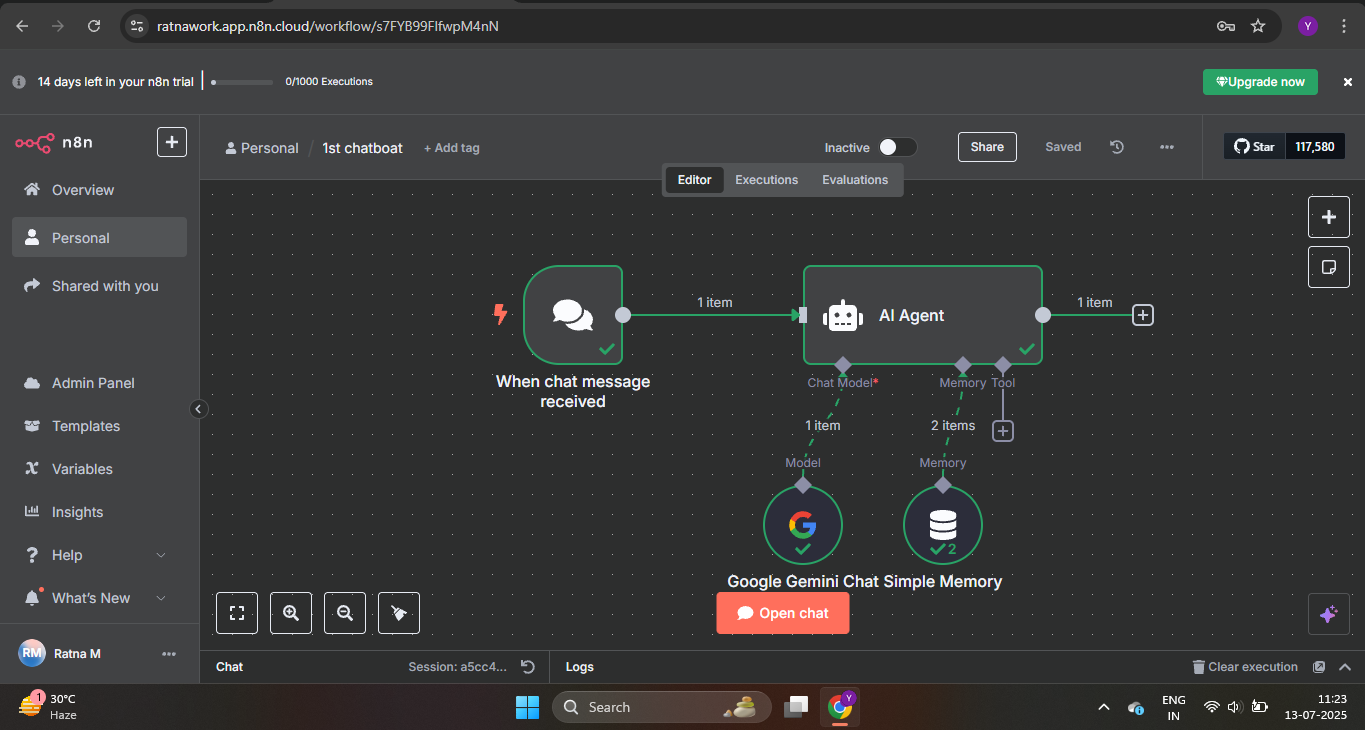 ratnawork.app.n8n.cloud/workflow/s7FYB99FlfwpM4nN
Y
14 days left in your n8n trial
0/1000 Executions
Upgrade now
n8n
Personal / 1st chatboat + Add tag
Inactive
Share
Saved
Star 117,580
Editor Executions Evaluations
Overview
Personal
Shared with you
Admin Panel
Templates
Variables
Insights
Help
What's New
RM Ratna M
1 item
AI Agent
1 item
When chat message
received
Chat Model*
Memory
Tool
1 item
2 items
Model
Memory
2
Google Gemini Chat
Simple Memory
Open chat
Chat
Session: a5cc4...
Logs
Clear execution
1
30°C
Haze
Search
Y
ENG
IN
11:23
13-07-2025